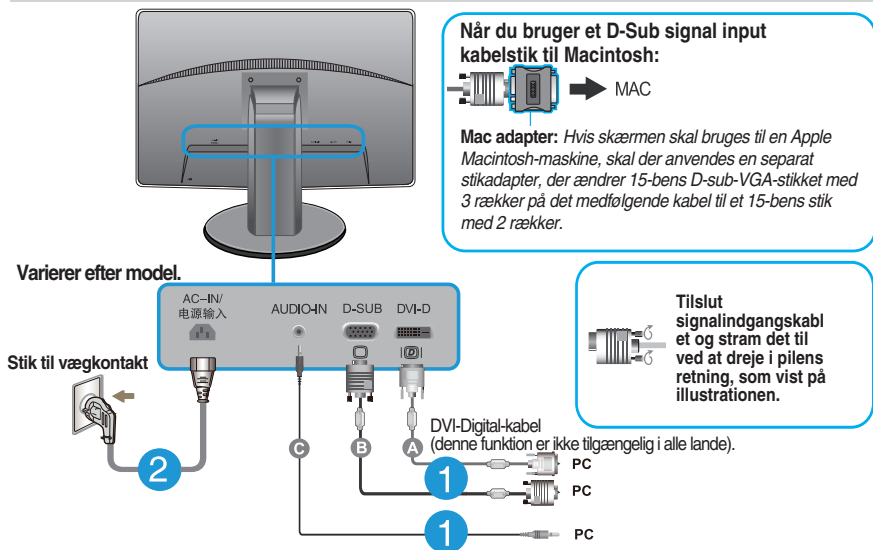 Når du bruger et D-Sub signal input
kabelstik til Macintosh:
MAC
Mac adapter: Hvis skærmen skal bruges til en Apple
Macintosh-maskine, skal der anvendes en separat
stikadapter, der ændrer 15-bens D-sub-VGA-stikket med
3 rækker på det medfølgende kabel til et 15-bens stik
med 2 rækker.
Varierer efter model.
AC-IN/
电源输入
AUDIO-IN
D-SUB
DVI-D
Stik til vægkontakt
Tilslut
signalindgangskabl
et og stram det til
ved at dreje i pilens
retning, som vist på
illustrationen.
DVI-Digital-kabel
(denne funktion er ikke tilgængelig i alle lande).
C
B
A
PC
1
PC
2
1
PC